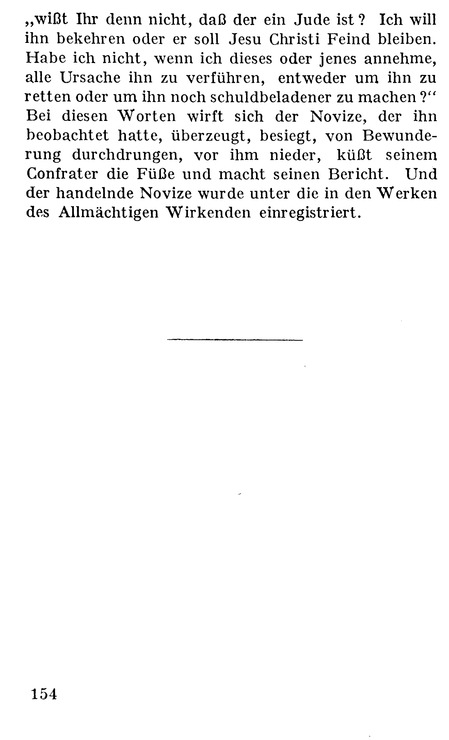 „wißt Ihr denn nicht, daß der ein Jude ist? Ich will
ihn bekehren oder er soll Jesu Christi Feind bleiben.
Habe ich nicht, wenn ich dieses oder jenes annehme,
alle Ursache ihn zu verführen, entweder um ihn zu
retten oder um ihn noch schuldbeladener zu machen?“
Bei diesen Worten wirft sich der Novize, der ihn
beobachtet hatte, überzeugt, besiegt, von Bewunde-
rung durchdrungen, vor ihm nieder, küßt seinem
Confrater die Füße und macht seinen Bericht. Und
der handelnde Novize wurde unter die in den Werken
des Allmächtigen Wirkenden einregistriert.
154